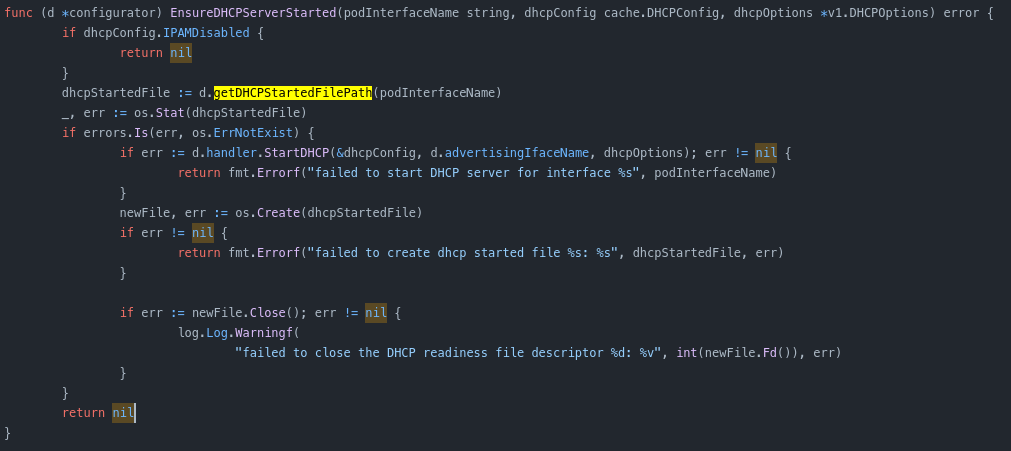 func (d *configurator) EnsureDHCPServerStarted(podInterfaceName string, dhcpConfig cache.DHCPConfig, dhcpOptions *v1.DHCPOptions) error {
        if dhcpConfig.IPAMDisabled {
                return nil
        }
        dhcpStartedFile := d.getDHCPStartedFilePath(podInterfaceName)
        _, err := os.Stat(dhcpStartedFile)
        if errors.Is(err, os.ErrNotExist) {
                if err := d.handler.StartDHCP(&dhcpConfig, d.advertisingIfaceName, dhcpOptions); err != nil {
                        return fmt.Errorf("failed to start DHCP server for interface %s", podInterfaceName)
                }
                newFile, err := os.Create(dhcpStartedFile)
                if err != nil {
                        return fmt.Errorf("failed to create dhcp started file %s: %s", dhcpStartedFile, err)
                }

                if err := newFile.Close(); err != nil {
                        log.Log.Warningf(
                                "failed to close the DHCP readiness file descriptor %d: %v", int(newFile.Fd()), err)
                }
        }
        return nil
}